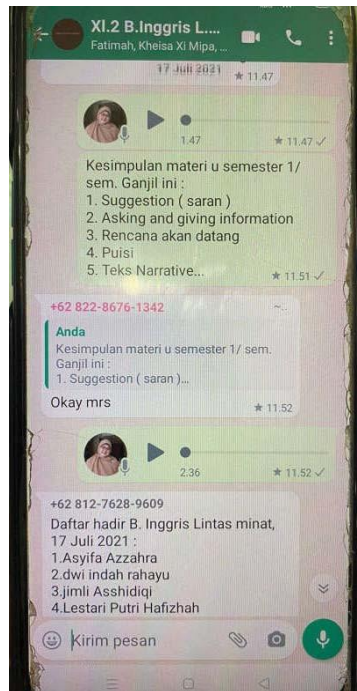 XI.2 B.Inggris L....
Fatimah, Kheisa Xi Mipa, ...
17 Juli 2021
11.47
1.47
11.47
Kesimpulan materi u semester 1/
sem. Ganjil ini :
1. Suggestion ( saran )
2. Asking and giving information
3. Rencana akan datang
4. Puisi
5. Teks Narrative...
11.51
+62 822-8676-1342
~..
Anda
Kesimpulan materi u semester 1/ sem.
Ganjil ini :
1. Suggestion ( saran )...
Okay mrs
11.52
2.36
11.52
+62 812-7628-9609
Daftar hadir B. Inggris Lintas minat,
17 Juli 2021 :
1.Asyifa Azzahra
2.dwi indah rahayu
3.jimli Asshidiqi
4.Lestari Putri Hafizhah
Kirim pesan